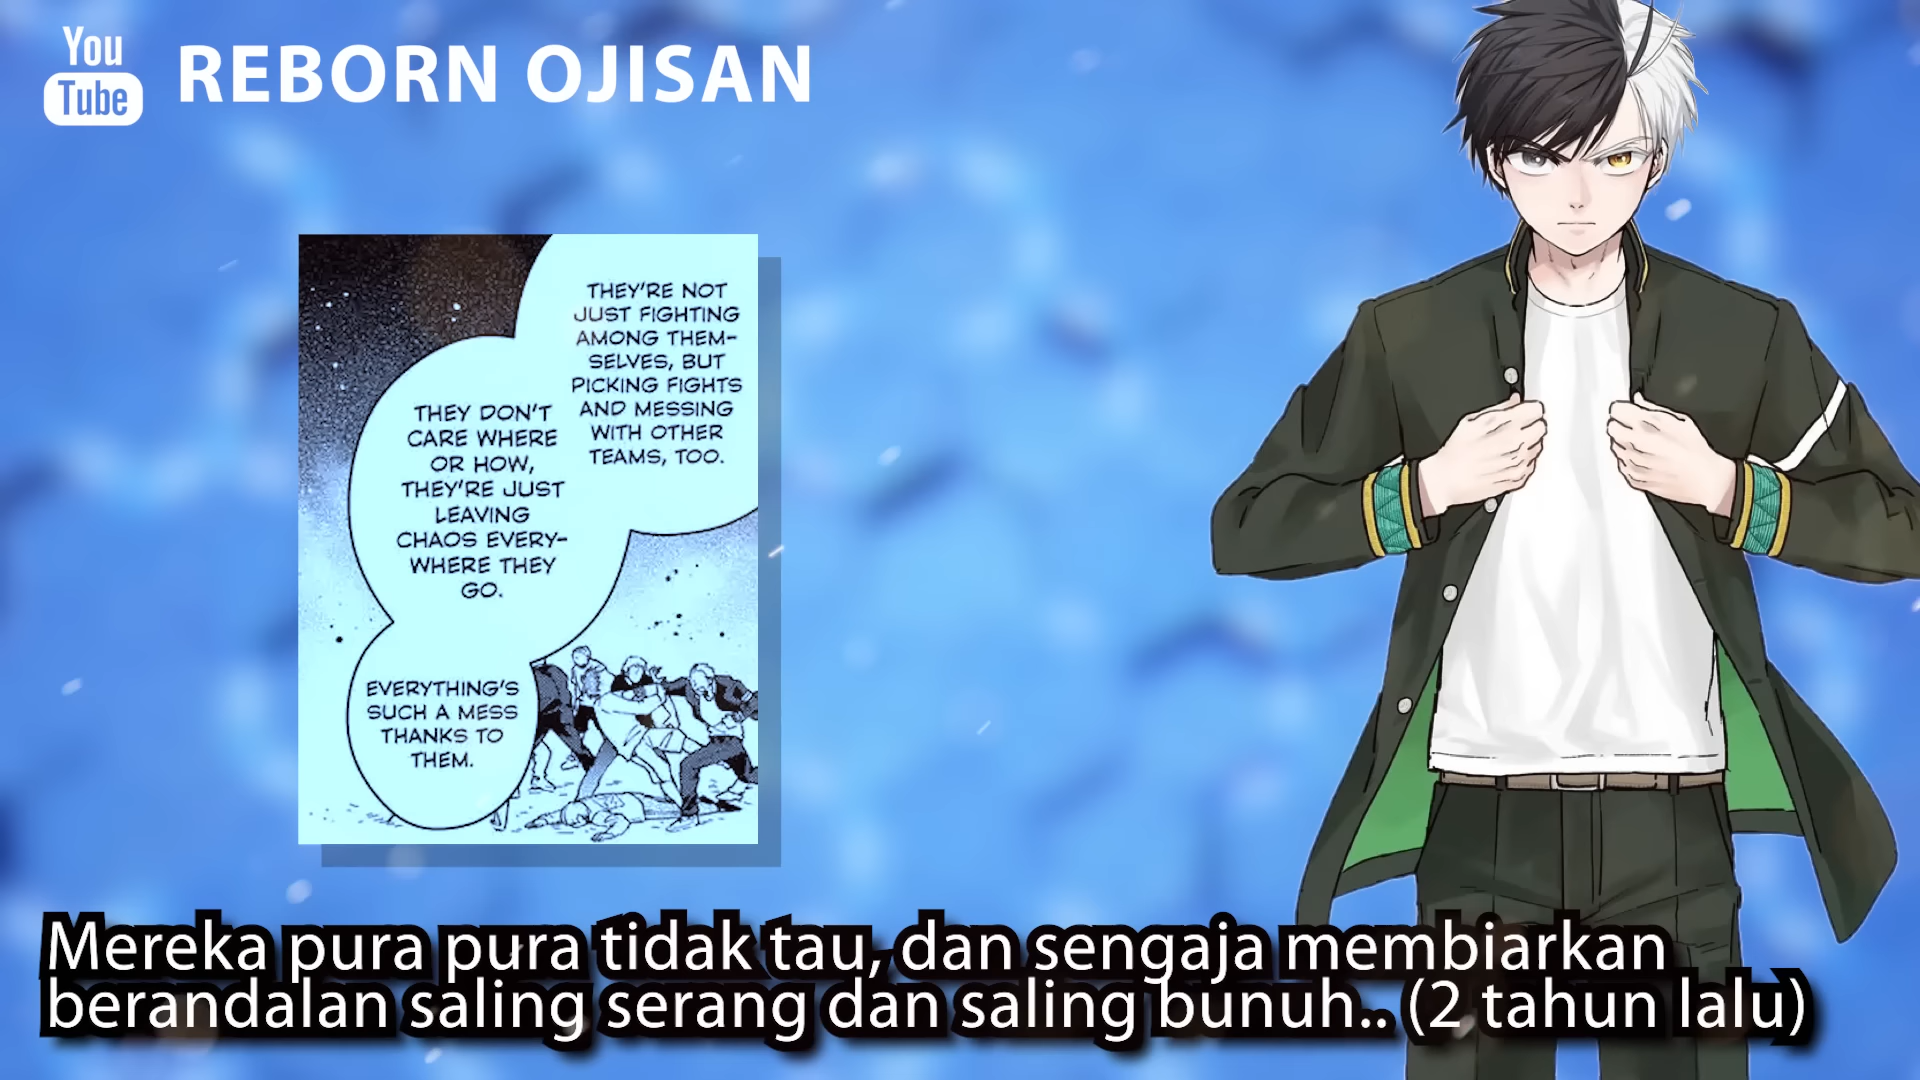 You
Tube
REBORN OJISAN
THEY'RE NOT
JUST FIGHTING
AMONG THEM-
SELVES, BUT
PICKING FIGHTS
AND MESSING
WITH OTHER
TEAMS, TOO.
THEY DON'T
CARE WHERE
OR HOW,
THEY'RE JUST
LEAVING
CHAOS EVERY-
WHERE THEY
GO.
EVERYTHING'S
SUCH A MESS
THANKS TO
THEM.
Mereka pura pura tidak tau, dan sengaja membiarkan
berandalan saling serang dan saling bunuh.. (2 tahun lalu)